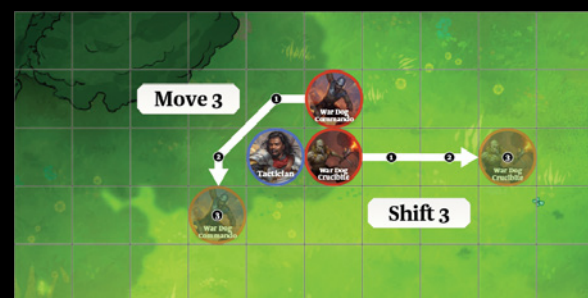 Move 3
1
War Dog
Commando
2
Tactician
War Dog
Crucible
1
2
3
War Dog
Crucible
3
War Dog
Commando
Shift 3